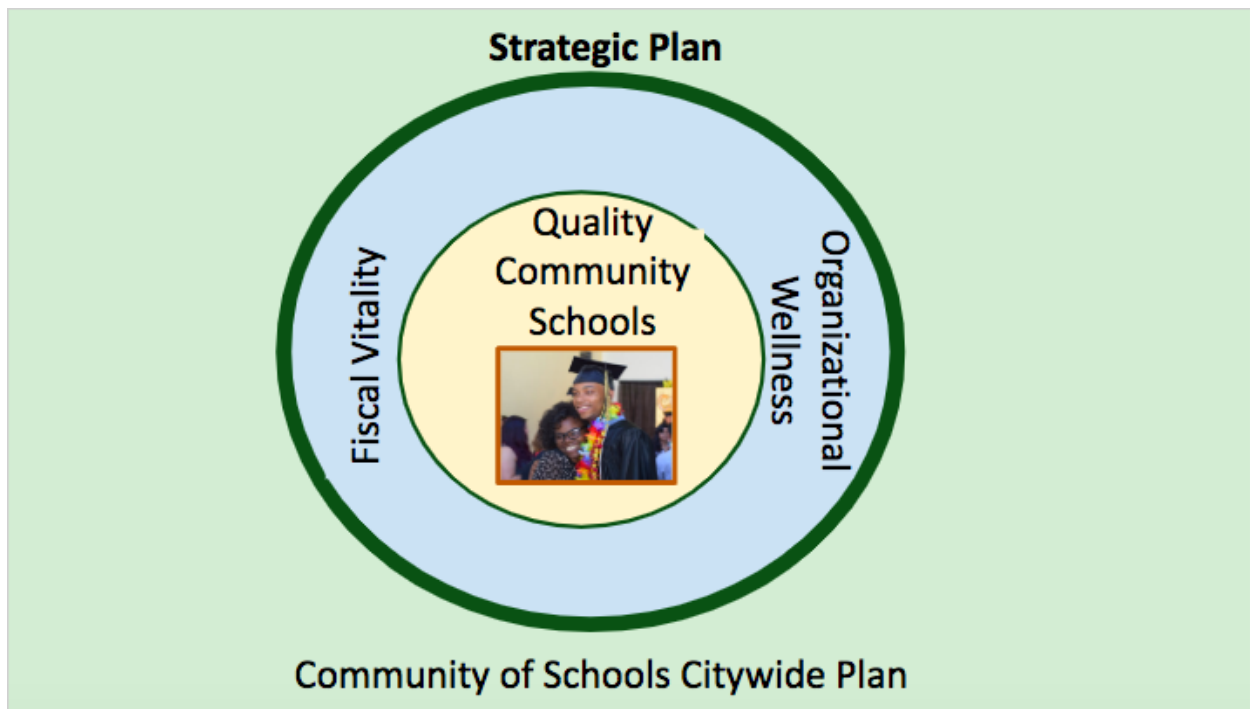 Strategic Plan
Quality
Community
Schools
Fiscal Vitality
Organizational
Wellness
Community of Schools Citywide Plan